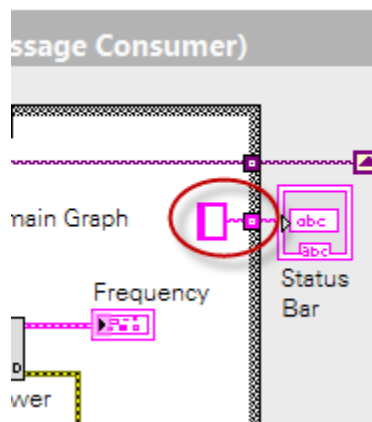 ssage Consumer)
main Graph
abc
abc
Status
Bar
Frequency
D
wer